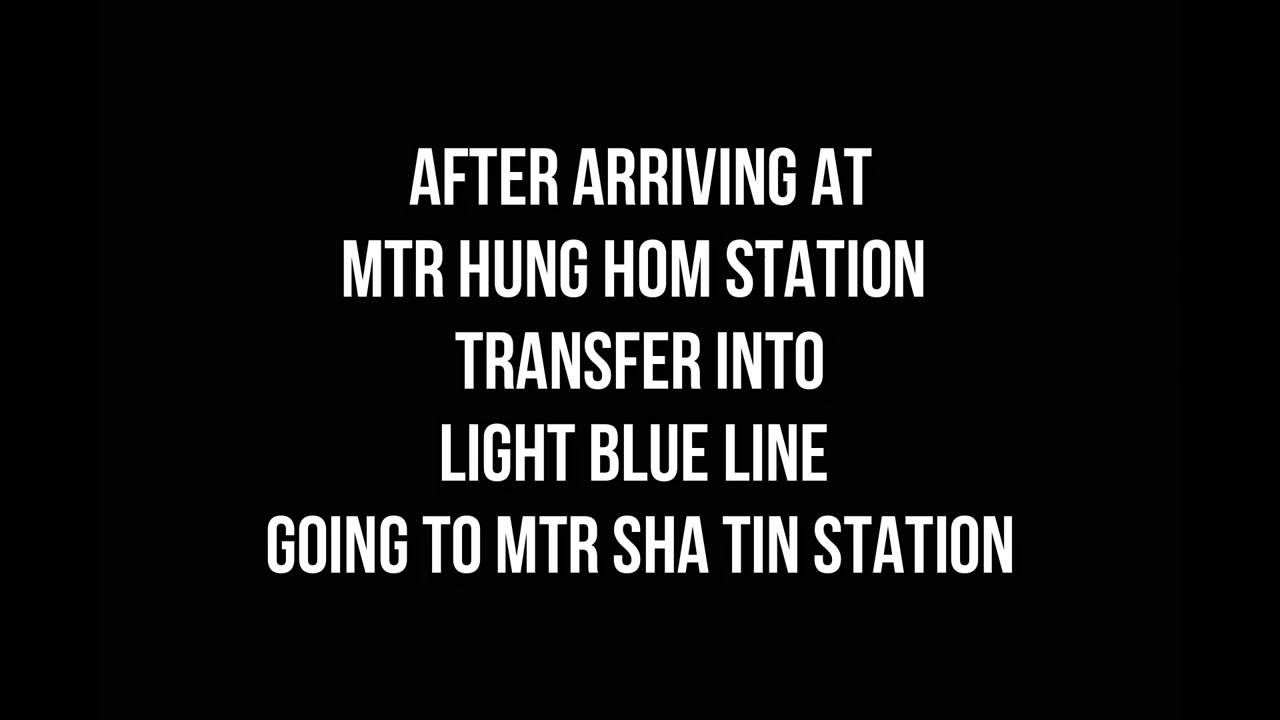 AFTER ARRIVING AT
MTR HUNG HOM STATION
TRANSFER INTO
LIGHT BLUE LINE
GOING TO MTR SHA TIN STATION